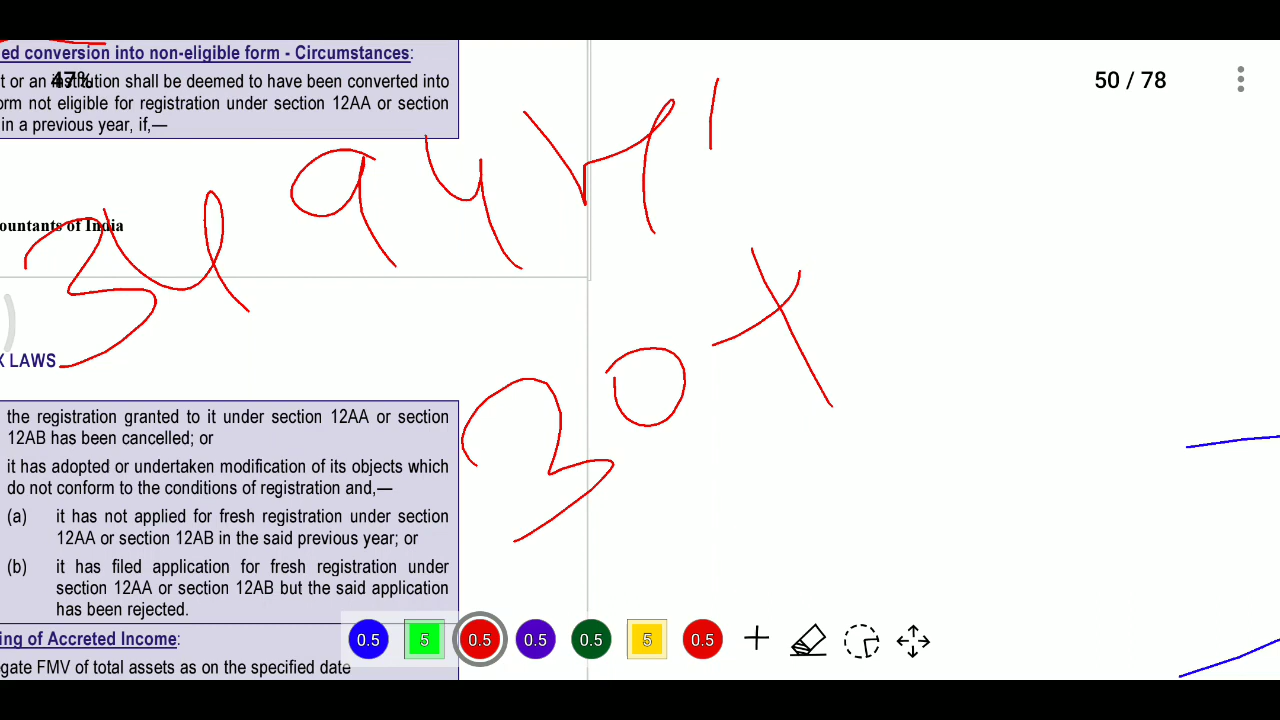 ed conversion into non-eligible form - Circumstances:
47%
50 / 78
t or an institution shall be deemed to have been converted into
orm not eligible for registration under section 12AA or section
in a previous year, if,—
ountants of India
X LAWS
30
the registration granted to it under section 12AA or section
12AB has been cancelled; or
it has adopted or undertaken modification of its objects which
do not conform to the conditions of registration and,—
(a) it has not applied for fresh registration under section
12AA or section 12AB in the said previous year; or
(b) it has filed application for fresh registration under
section 12AA or section 12AB but the said application
has been rejected.
ing of Accreted Income:
gate FMV of total assets as on the specified date
0.5 5 0.5 0.5 0.5 5 0.5